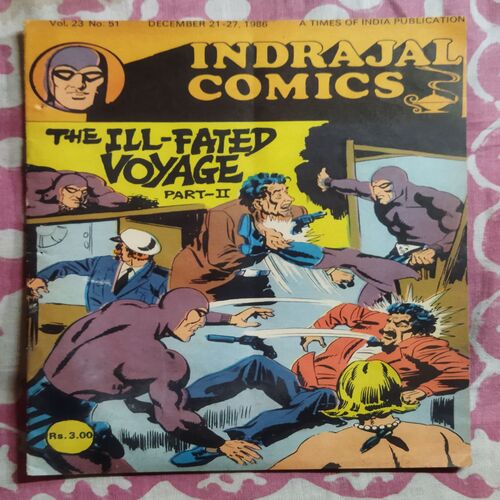 Vol. 23 No. 51 DECEMBER 21-27, 1986 A TIMES OF INDIA PUBLICATION
INDRAJAL
COMICS
THE ILL-FATED
VOYAGE
PART-II
Rs. 3.00